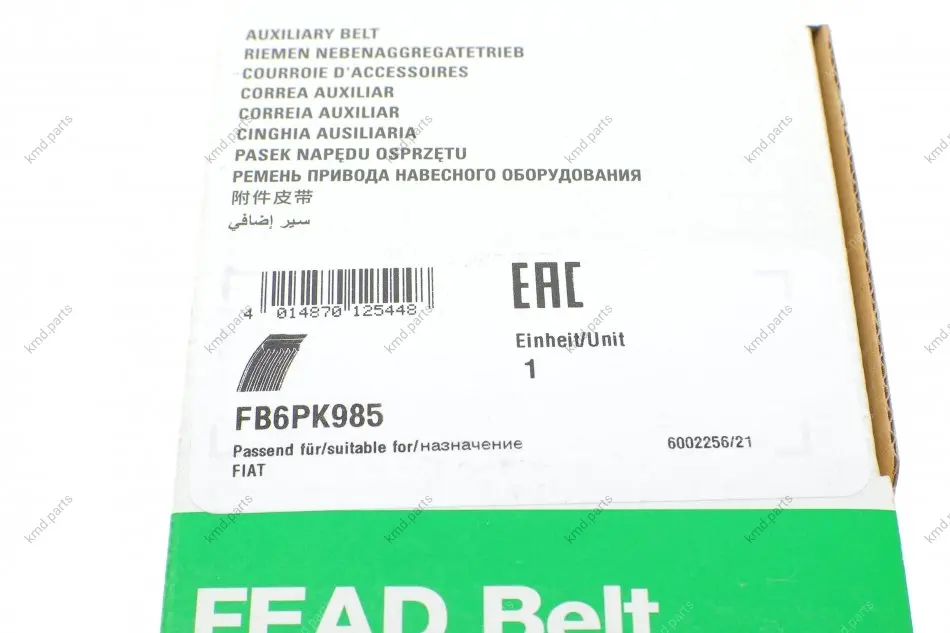 AUXILIARY BELT
RIEMEN NEBENAGGREGATETRIEB
COURROIE D'ACCESSOIRES
CORREA AUXILIAR
CORREIA AUXILIAR
CINGHIA AUSILIARIA
PASEK NAPĘDU OSPRZĘTU
РЕМЕНЬ ПРИВОДА НАВЕСНОГО ОБОРУДОВАНИЯ
附件皮带
سير إضافي
4 014870 125448
EAC
Einheit/Unit
1
FB6PK985
Passend für/suitable for/назначение
FIAT
6002256/21
FEAD Belt
kmd.parts